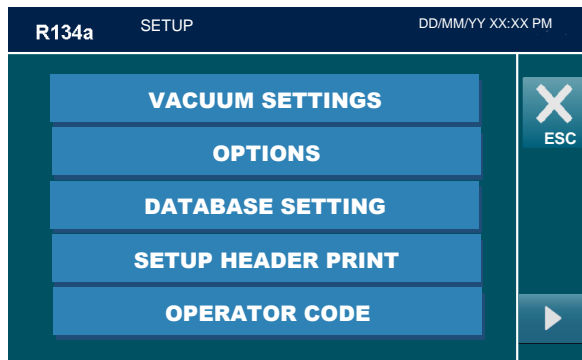 R134a SETUP DD/MM/YY XX:XX PM
VACUUM SETTINGS
ESC
OPTIONS
DATABASE SETTING
SETUP HEADER PRINT
OPERATOR CODE